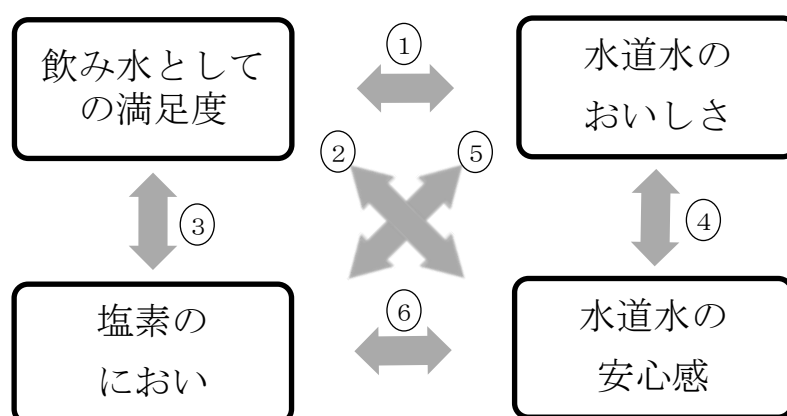 飲み水として
の満足度
①
水道水の
おいしさ
②
⑤
③
④
塩素の
におい
⑥
水道水の
安心感